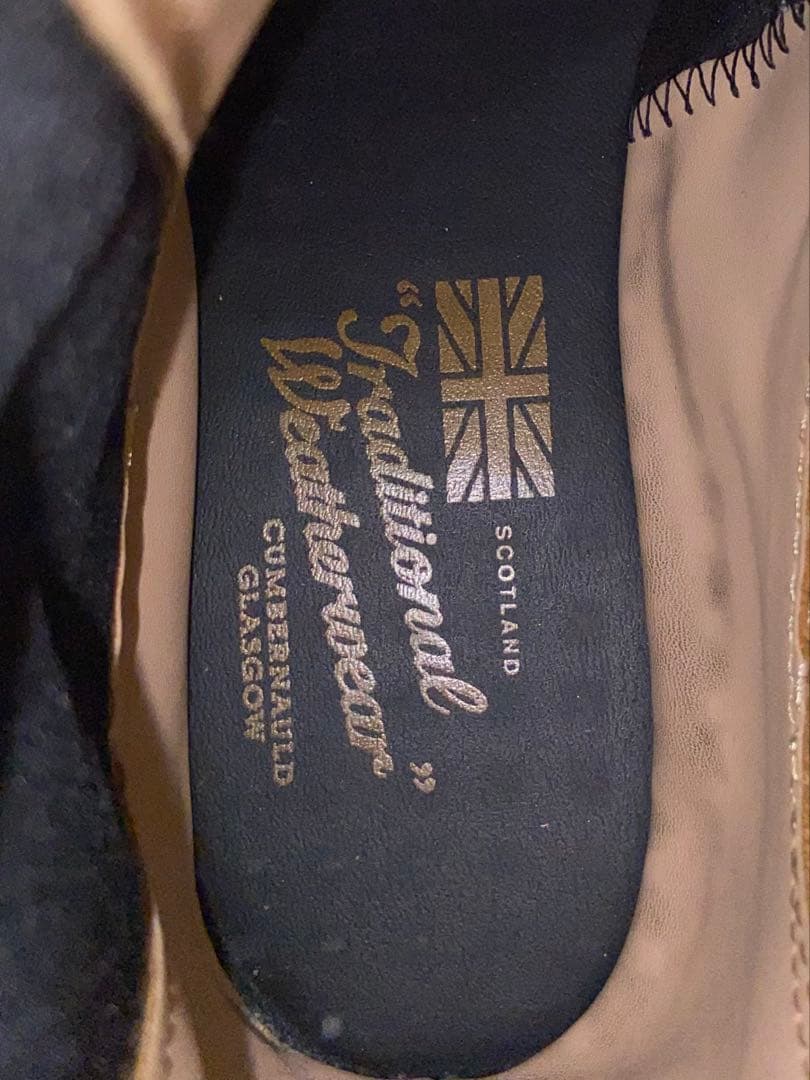 SCOTLAND
“Traditional
Weatherwear”
CUMBERNAULD
GLASGOW